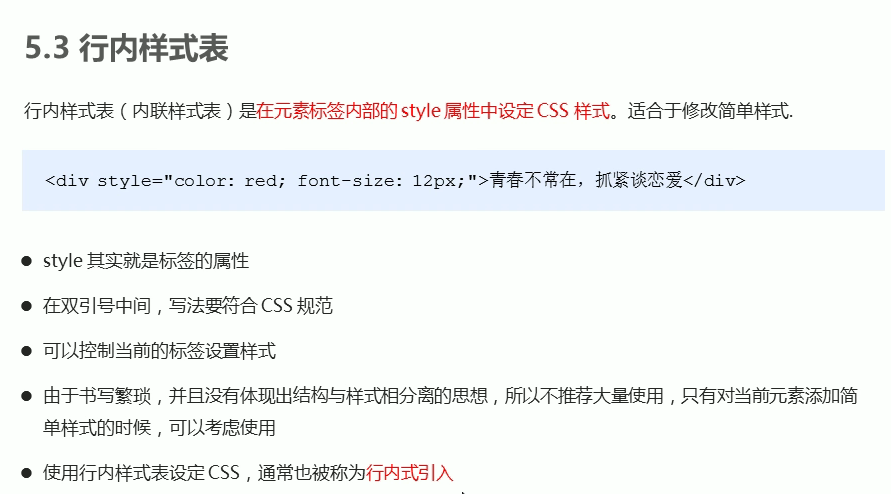 5.3 行内样式表
行内样式表（内联样式表）是在元素标签内部的 style 属性中设定 CSS 样式。适合于修改简单样式.
<div style="color: red; font-size: 12px;">青春不常在，抓紧谈恋爱</div>
● style 其实就是标签的属性
● 在双引号中间，写法要符合 CSS 规范
● 可以控制当前的标签设置样式
● 由于书写繁琐，并且没有体现出结构与样式相分离的思想，所以不推荐大量使用，只有对当前元素添加简
单样式的时候，可以考虑使用
● 使用行内样式表设定 CSS，通常也被称为行内式引入